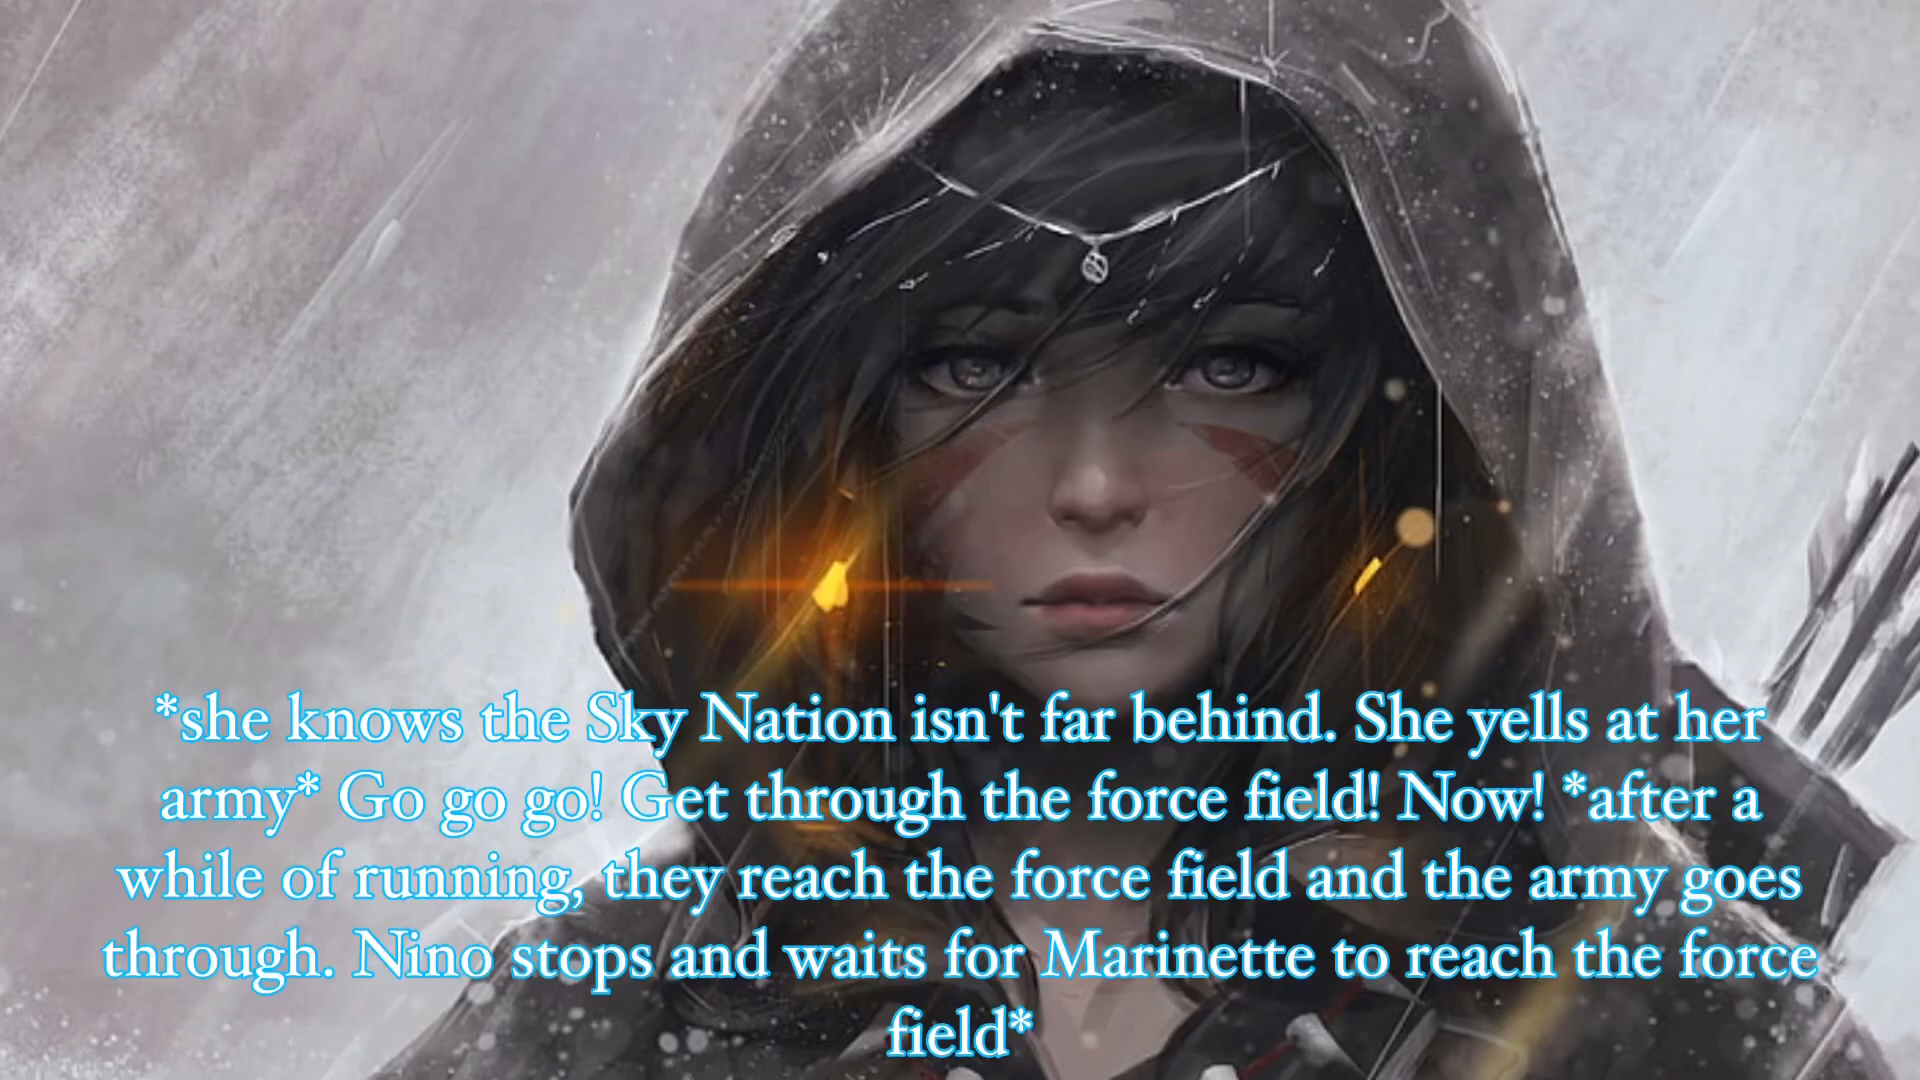 *she knows the Sky Nation isn't far behind. She yells at her
army* Go go go! Get through the force field! Now! *after a
while of running, they reach the force field and the army goes
through. Nino stops and waits for Marinette to reach the force
field*